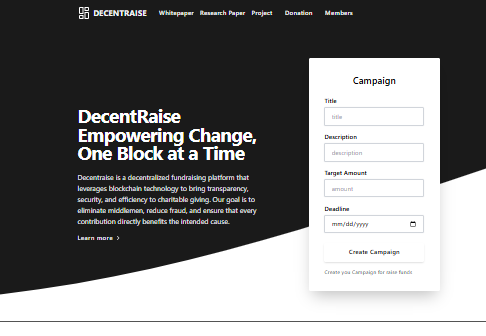 DECENTRAISE Whitepaper Research Paper Project Donation Members
DecentRaise
Empowering Change,
One Block at a Time
Decentraise is a decentralized fundraising platform that
leverages blockchain technology to bring transparency,
security, and efficiency to charitable giving. Our goal is to
eliminate middlemen, reduce fraud, and ensure that every
contribution directly benefits the intended cause.
Learn more
Campaign
Title
title
Description
description
Target Amount
amount
Deadline
mm/dd/yyyy
Create Campaign
Create you Campaign for raise funds